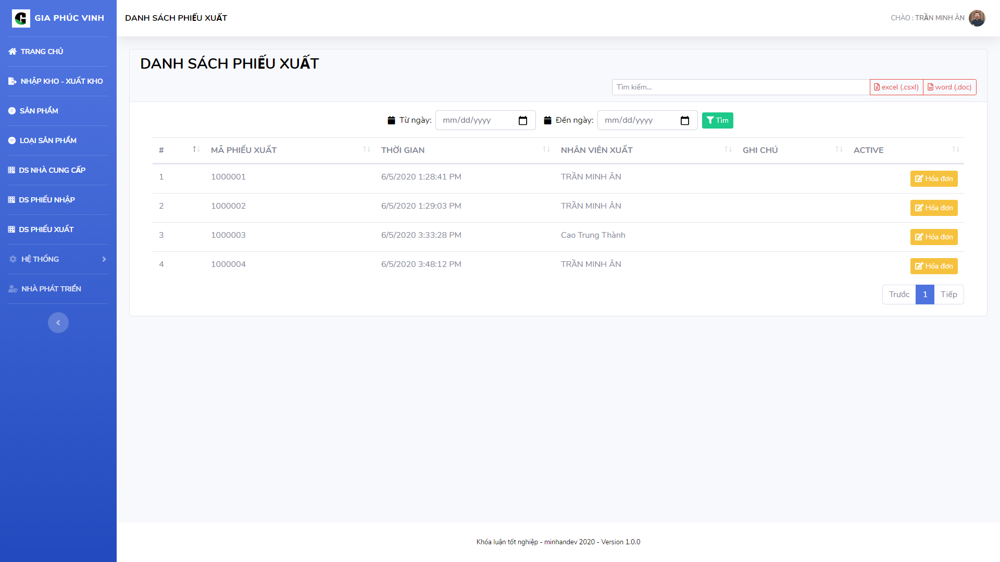 GIA PHÚC VINH
DANH SÁCH PHIẾU XUẤT
CHÀO : TRẦN MINH ÂN
TRANG CHỦ
NHẬP KHO - XUẤT KHO
SẢN PHẨM
LOẠI SẢN PHẨM
DS NHÀ CUNG CẤP
DS PHIẾU NHẬP
DS PHIẾU XUẤT
HỆ THỐNG
NHÀ PHÁT TRIỂN
DANH SÁCH PHIẾU XUẤT
Tìm kiếm... excel (.csxl) word (.doc)
Từ ngày: mm/dd/yyyy Đến ngày: mm/dd/yyyy Tìm
# MÃ PHIẾU XUẤT THỜI GIAN NHÂN VIÊN XUẤT GHI CHÚ ACTIVE
1 1000001 6/5/2020 1:28:41 PM TRẦN MINH ÂN Hóa đơn
2 1000002 6/5/2020 1:29:03 PM TRẦN MINH ÂN Hóa đơn
3 1000003 6/5/2020 3:33:28 PM Cao Trung Thành Hóa đơn
4 1000004 6/5/2020 3:48:12 PM TRẦN MINH ÂN Hóa đơn
Trước 1 Tiếp
Khóa luận tốt nghiệp - minhandev 2020 - Version 1.0.0